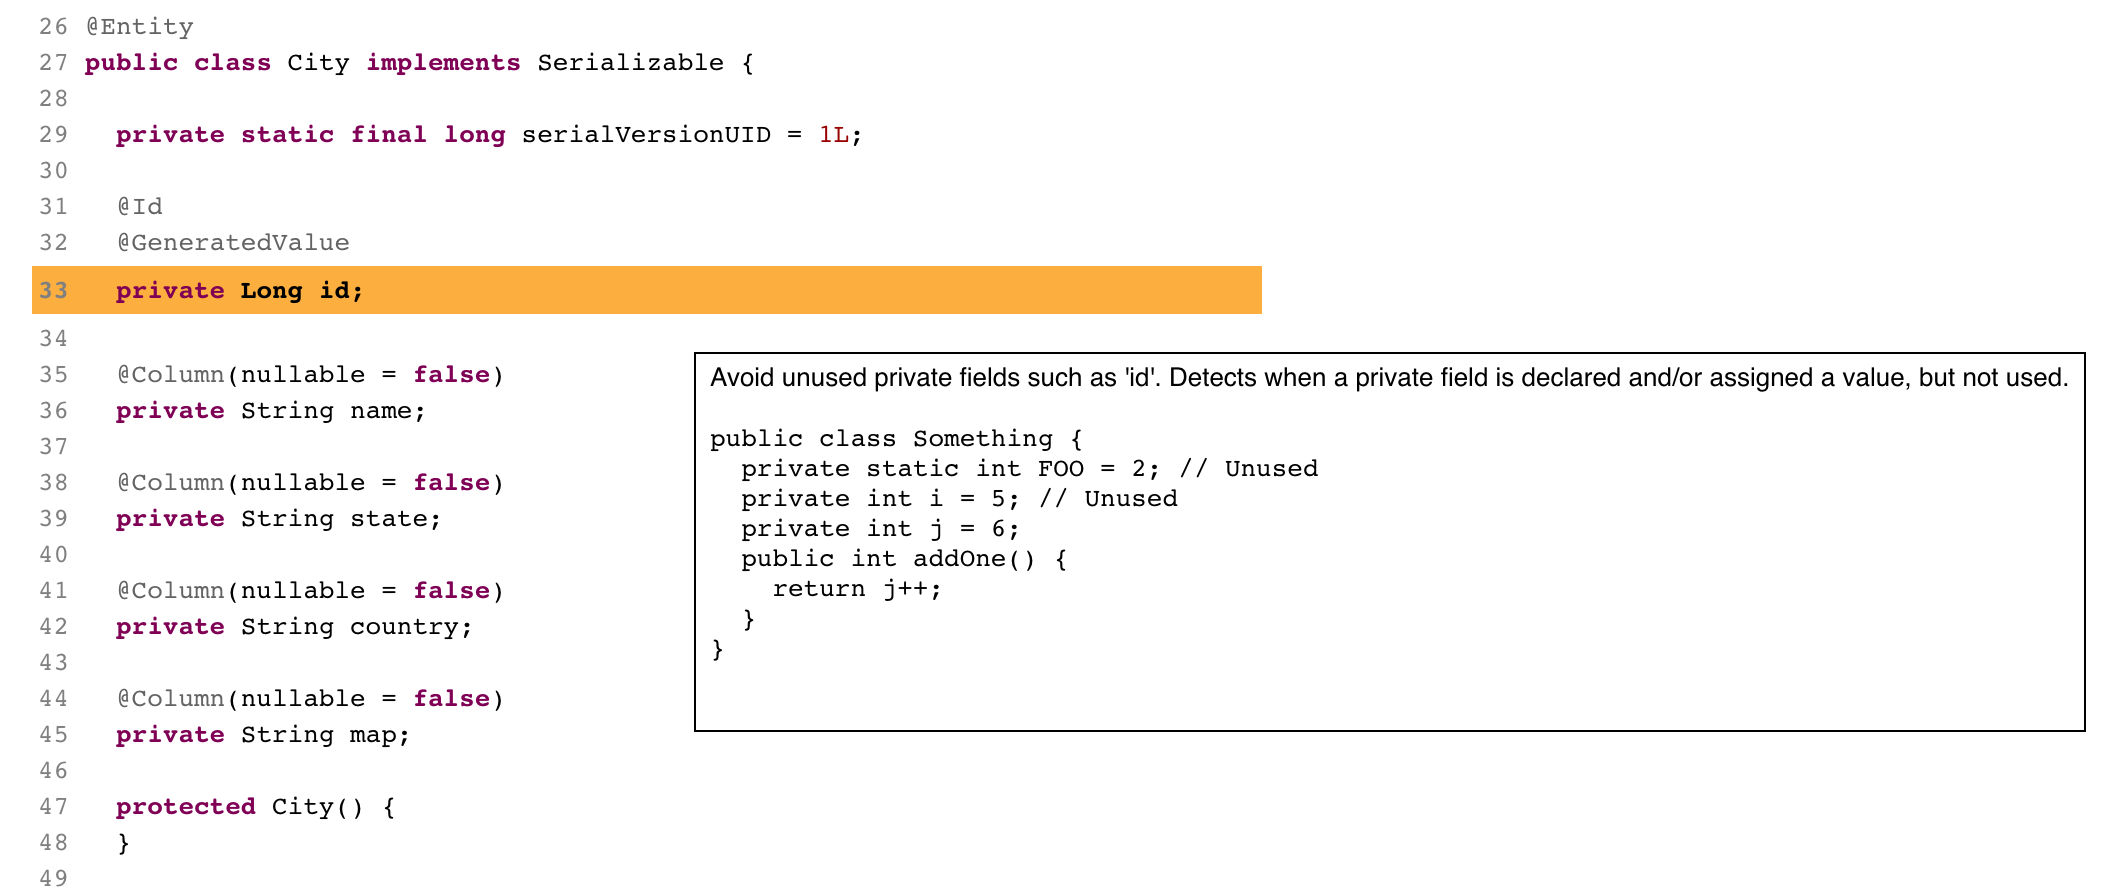 26 @Entity
27 public class City implements Serializable {
28
29   private static final long serialVersionUID = 1L;
30
31   @Id
32   @GeneratedValue
33   private Long id;
34
35   @Column(nullable = false)
36   private String name;
37
38   @Column(nullable = false)
39   private String state;
40
41   @Column(nullable = false)
42   private String country;
43
44   @Column(nullable = false)
45   private String map;
46
47   protected City() {
48   }
49
Avoid unused private fields such as 'id'. Detects when a private field is declared and/or assigned a value, but not used.
public class Something {
  private static int FOO = 2; // Unused
  private int i = 5; // Unused
  private int j = 6;
  public int addOne() {
    return j++;
  }
}